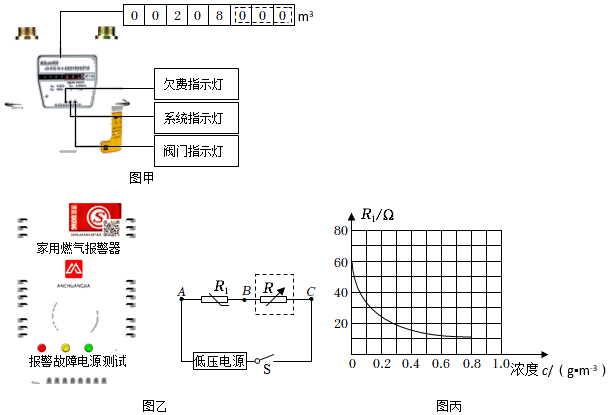 0 0 2 0 8 0 0 0 m³
欠费指示灯
系统指示灯
阀门指示灯
图甲
家用燃气报警器
ANCHUANGJIA
报警故障电源测试
A R₁ B R C
低压电源 S
图乙
R₁/Ω
80
60
40
20
0 0.2 0.4 0.6 0.8 1.0
浓度 c/（g•m⁻³）
图丙